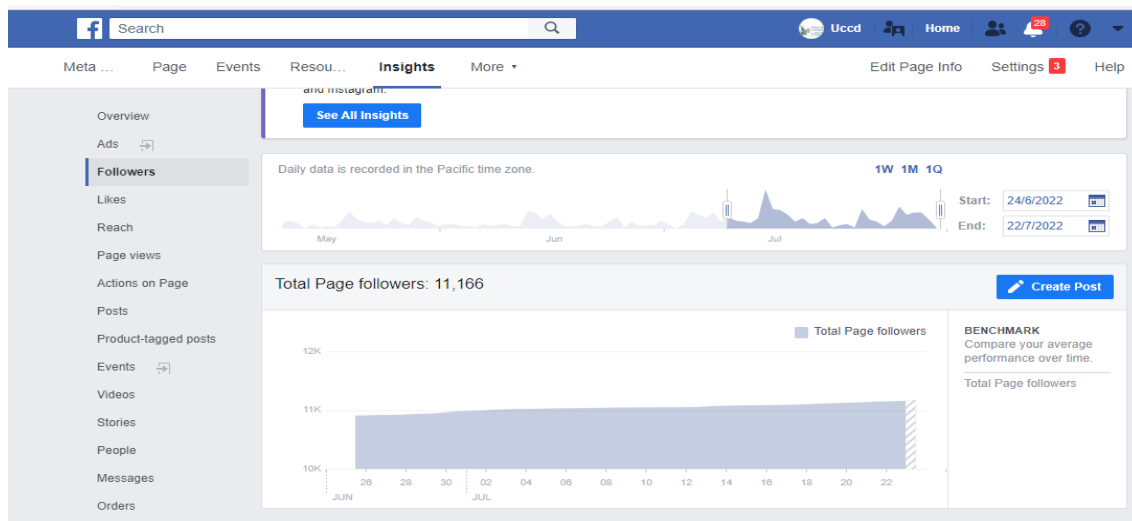 f Search Uccd Home 28
Meta ... Page Events Resou... Insights More Edit Page Info Settings 3 Help
and Instagram.
See All Insights
Overview
Ads
Followers
Likes
Reach
Page views
Actions on Page
Posts
Product-tagged posts
Events
Videos
Stories
People
Messages
Orders
Daily data is recorded in the Pacific time zone.
1W 1M 1Q
Start: 24/6/2022
End: 22/7/2022
May Jun Jul
Total Page followers: 11,166
Create Post
Total Page followers
12K
11K
10K
26 28 30 02 04 06 08 10 12 14 16 18 20 22
JUN JUL
BENCHMARK
Compare your average
performance over time.
Total Page followers